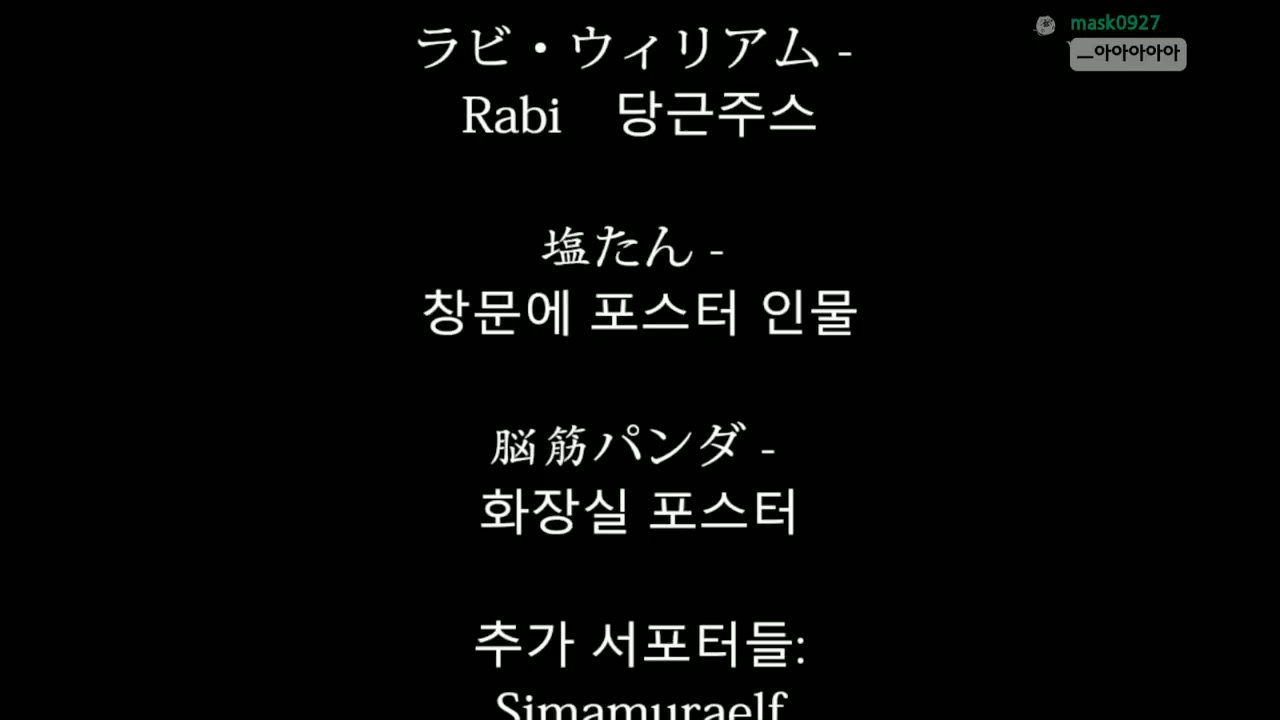 ラビ・ウィリアム -
Rabi　당근주스
塩たん -
창문에 포스터 인물
脳筋パンダ -
화장실 포스터
추가 서포터들:
Simamuraelf
mask0927
ㅡ아아아아아